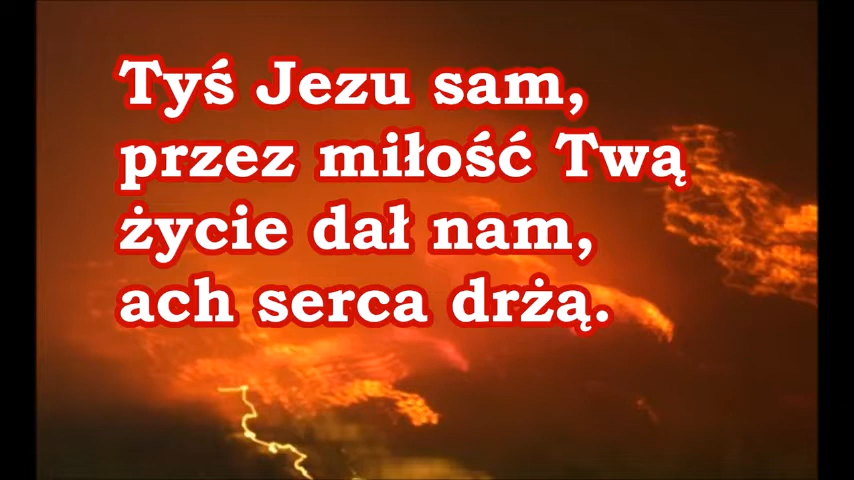 Tyś Jezu sam,
przez miłość Twą
życie dał nam,
ach serca drżą.